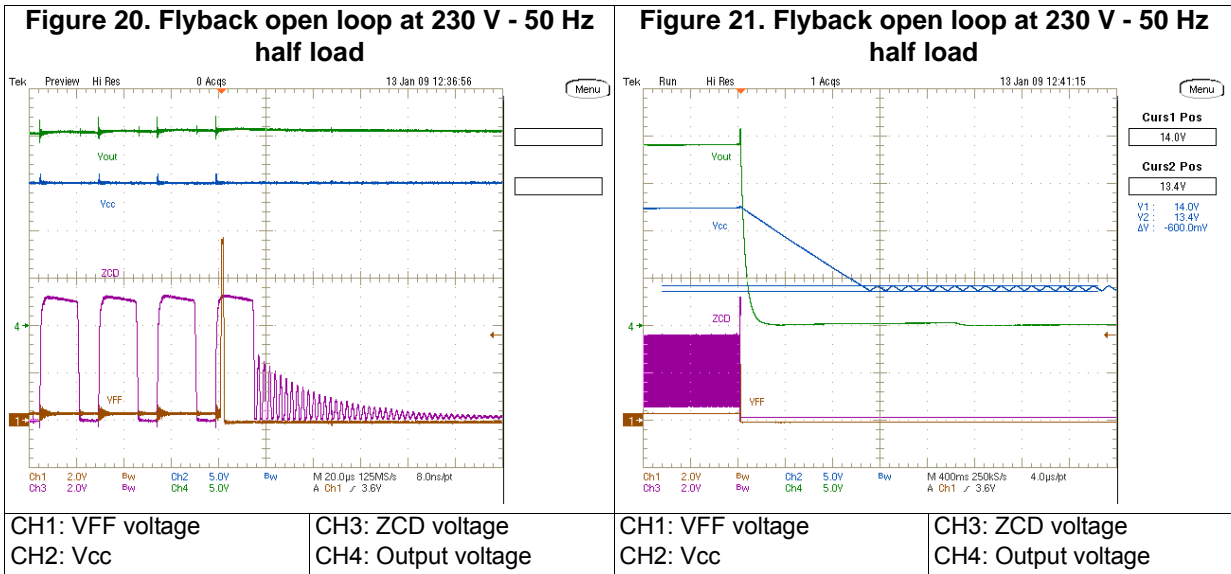 Figure 20. Flyback open loop at 230 V - 50 Hz
half load
Tek Preview Hi Res 0 Acqs 13 Jan 09 12:36:56
Menu
Vout
Vcc
ZCD
4
VFF
1
Ch1 2.0V Bw Ch2 5.0V Bw M 20.0µs 125MS/s 8.0ns/pt
Ch3 2.0V Bw Ch4 5.0V A Ch1 / 3.6V
CH1: VFF voltage CH3: ZCD voltage
CH2: Vcc CH4: Output voltage
Figure 21. Flyback open loop at 230 V - 50 Hz
half load
Tek Run Hi Res 1 Acqs 13 Jan 09 12:41:15
Menu
Curs1 Pos
14.0V
Curs2 Pos
13.4V
V1 : 14.0V
V2 : 13.4V
ΔV : -600.0mV
Vout
Vcc
ZCD
4
VFF
1
Ch1 2.0V Bw Ch2 5.0V Bw M 400ms 250kS/s 4.0µs/pt
Ch3 2.0V Bw Ch4 5.0V A Ch1 / 3.6V
CH1: VFF voltage CH3: ZCD voltage
CH2: Vcc CH4: Output voltage